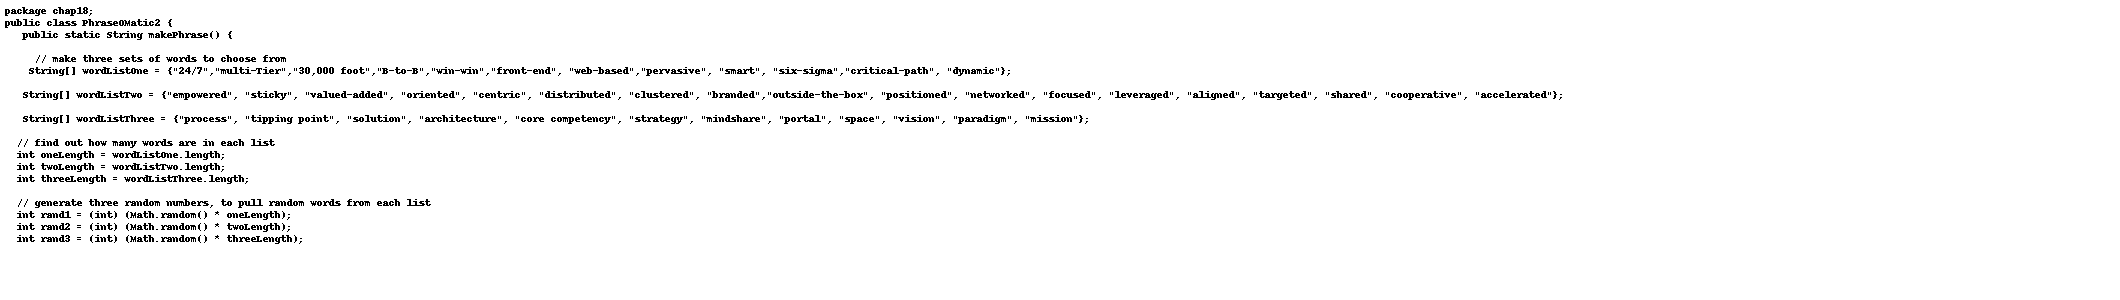 package chap18;
public class PhraseOMatic2 {
   public static String makePhrase() {

     // make three sets of words to choose from
    String[] wordListOne = {"24/7","multi-Tier","30,000 foot","B-to-B","win-win","front-end", "web-based","pervasive", "smart", "six-sigma","critical-path", "dynamic"};

   String[] wordListTwo = {"empowered", "sticky", "valued-added", "oriented", "centric", "distributed", "clustered", "branded","outside-the-box", "positioned", "networked", "focused", "leveraged", "aligned", "targeted", "shared", "cooperative", "accelerated"};

   String[] wordListThree = {"process", "tipping point", "solution", "architecture", "core competency", "strategy", "mindshare", "portal", "space", "vision", "paradigm", "mission"};

  // find out how many words are in each list
  int oneLength = wordListOne.length;
  int twoLength = wordListTwo.length;
  int threeLength = wordListThree.length;

  // generate three random numbers, to pull random words from each list
  int rand1 = (int) (Math.random() * oneLength);
  int rand2 = (int) (Math.random() * twoLength);
  int rand3 = (int) (Math.random() * threeLength);